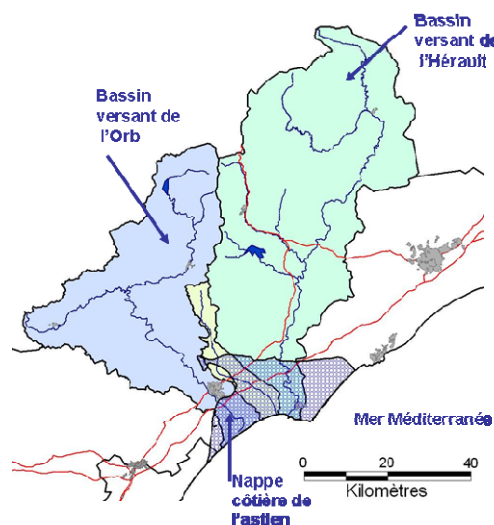 Bassin
versant de
l'Hérault
Bassin
versant de
l'Orb
Mer Méditerranée
Nappe
côtière de
l'astien
0 20 40
Kilomètres